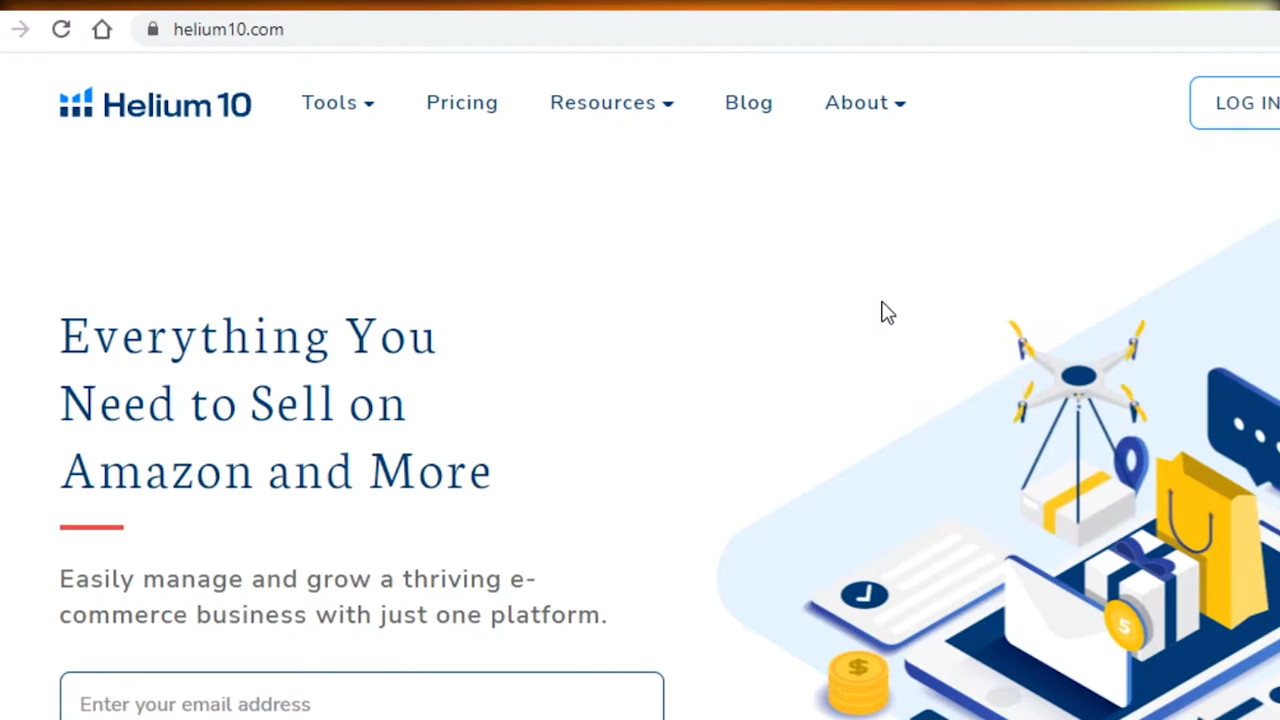 helium10.com
Helium 10 Tools Pricing Resources Blog About LOG IN
Everything You
Need to Sell on
Amazon and More
Easily manage and grow a thriving e-
commerce business with just one platform.
Enter your email address
$
5